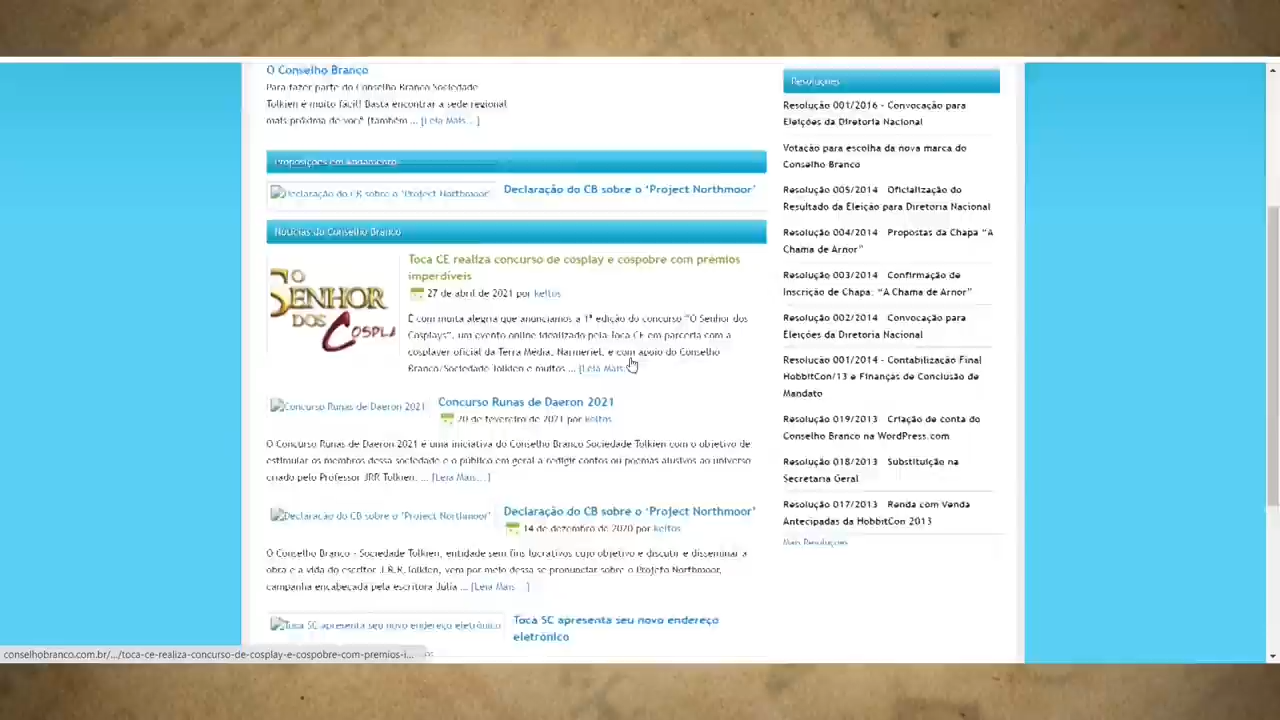 O Conselho Branco
Para fazer parte do Conselho Branco Sociedade
Tolkien é muito fácil! Basta encontrar a sede regional
mais próxima de você (também ... [Leia Mais...]
Proposições em Andamento
Declaração do CB sobre o 'Project Northmoor'
Declaração do CB sobre o 'Project Northmoor'
Notícias do Conselho Branco
O
SENHOR
DOS
COSPLA
Toca CE realiza concurso de cosplay e cospobre com prêmios
imperdíveis
27 de abril de 2021 por keltos
É com muita alegria que anunciamos a 1ª edição do concurso "O Senhor dos
Cosplays", um evento online idealizado pela Toca CE em parceria com a
cosplayer oficial da Terra Média, Narmeriel, e com apoio do Conselho
Branco/Sociedade Tolkien e muitos ... [Leia Mais...
Concurso Runas de Daeron 2021
Concurso Runas de Daeron 2021
20 de fevereiro de 2021 por keltos
O Concurso Runas de Daeron 2021 é uma iniciativa do Conselho Branco Sociedade Tolkien com o objetivo de
estimular os membros dessa sociedade e o público em geral a redigir contos ou poemas alusivos ao universo
criado pelo Professor JRR Tolkien. ... [Leia Mais...]
Declaração do CB sobre o 'Project Northmoor'
Declaração do CB sobre o 'Project Northmoor'
14 de dezembro de 2020 por keltos
O Conselho Branco - Sociedade Tolkien, entidade sem fins lucrativos cujo objetivo é discutir e disseminar a
obra e a vida do escritor J.R.R.Tolkien, vem por meio dessa se pronunciar sobre o Projeto Northmoor,
campanha encabeçada pela escritora Julia ... [Leia Mais...]
Toca SC apresenta seu novo endereço eletrônico
Toca SC apresenta seu novo endereço
eletrônico
Resoluções
Resolução 001/2016 - Convocação para
Eleições da Diretoria Nacional
Votação para escolha da nova marca do
Conselho Branco
Resolução 005/2014 Oficialização do
Resultado da Eleição para Diretoria Nacional
Resolução 004/2014 Propostas da Chapa "A
Chama de Arnor"
Resolução 003/2014 Confirmação de
Inscrição de Chapa: "A Chama de Arnor"
Resolução 002/2014 Convocação para
Eleições da Diretoria Nacional
Resolução 001/2014 - Contabilização Final
HobbitCon/13 e Finanças de Conclusão de
Mandato
Resolução 019/2013 Criação de conta do
Conselho Branco na WordPress.com
Resolução 018/2013 Substituição na
Secretaria Geral
Resolução 017/2013 Renda com Venda
Antecipadas da HobbitCon 2013
Mais Resoluções
conselhobranco.com.br/.../toca-ce-realiza-concurso-de-cosplay-e-cospobre-com-premios-i...